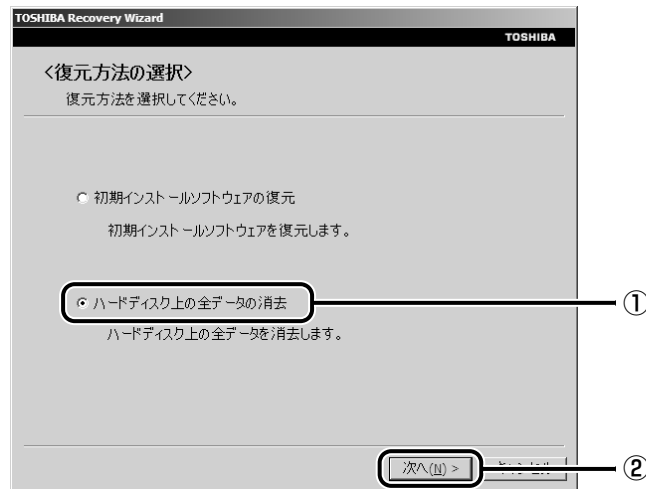 TOSHIBA Recovery Wizard
TOSHIBA
<復元方法の選択>
復元方法を選択してください。
初期インストールソフトウェアの復元
初期インストールソフトウェアを復元します。
ハードディスク上の全データの消去
①
ハードディスク上の全データを消去します。
次へ(N) >
②